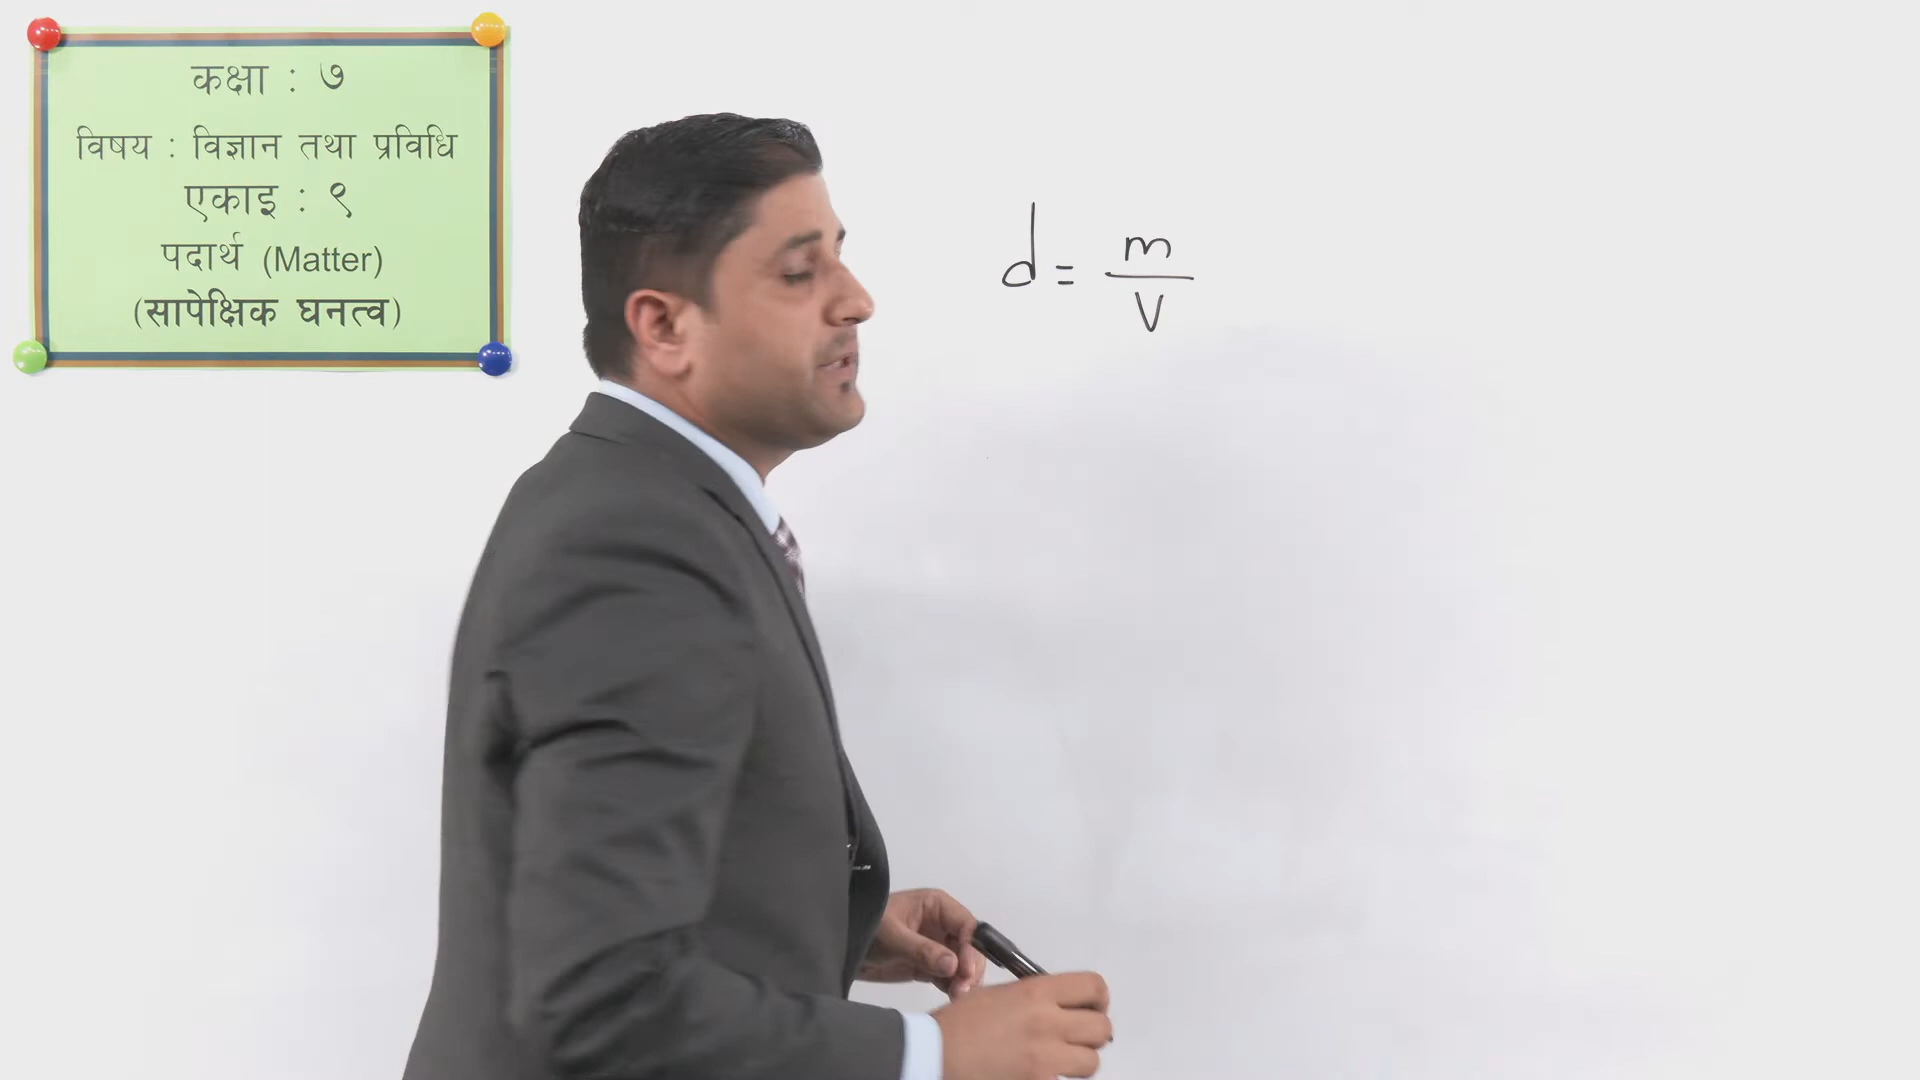 कक्षा : ७
विषय : विज्ञान तथा प्रविधि
एकाइ : ९
पदार्थ (Matter)
(सापेक्षिक घनत्व)
d = m/V